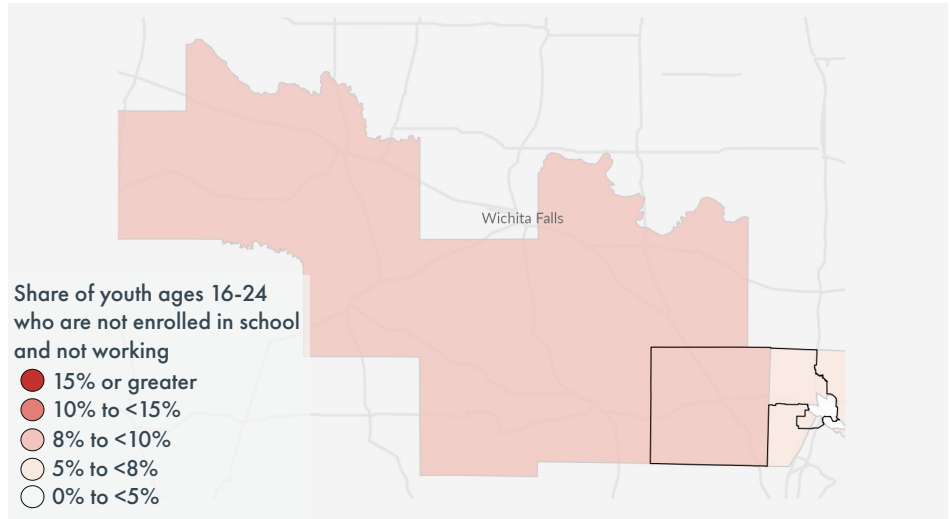 Wichita Falls
Share of youth ages 16-24
who are not enrolled in school
and not working
15% or greater
10% to <15%
8% to <10%
5% to <8%
0% to <5%